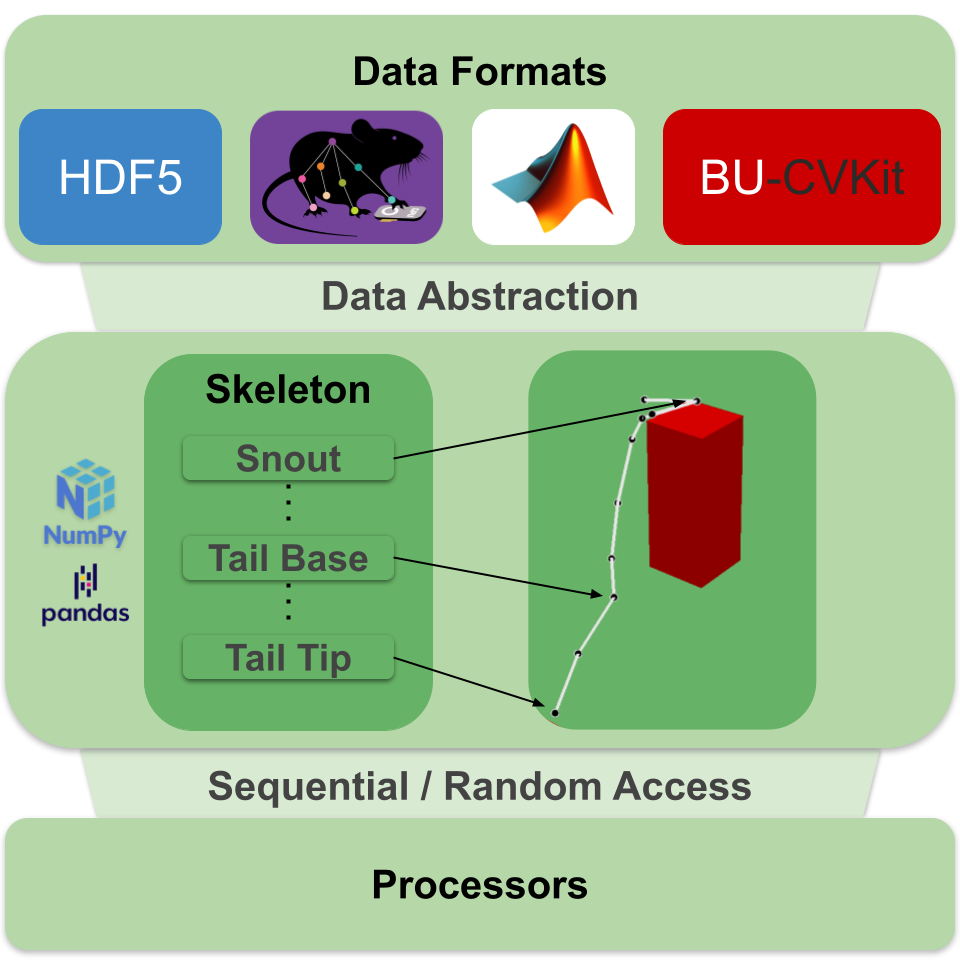 Data Formats
HDF5
BU-CVKit
Data Abstraction
Skeleton
Snout
Tail Base
Tail Tip
NumPy
pandas
Sequential / Random Access
Processors